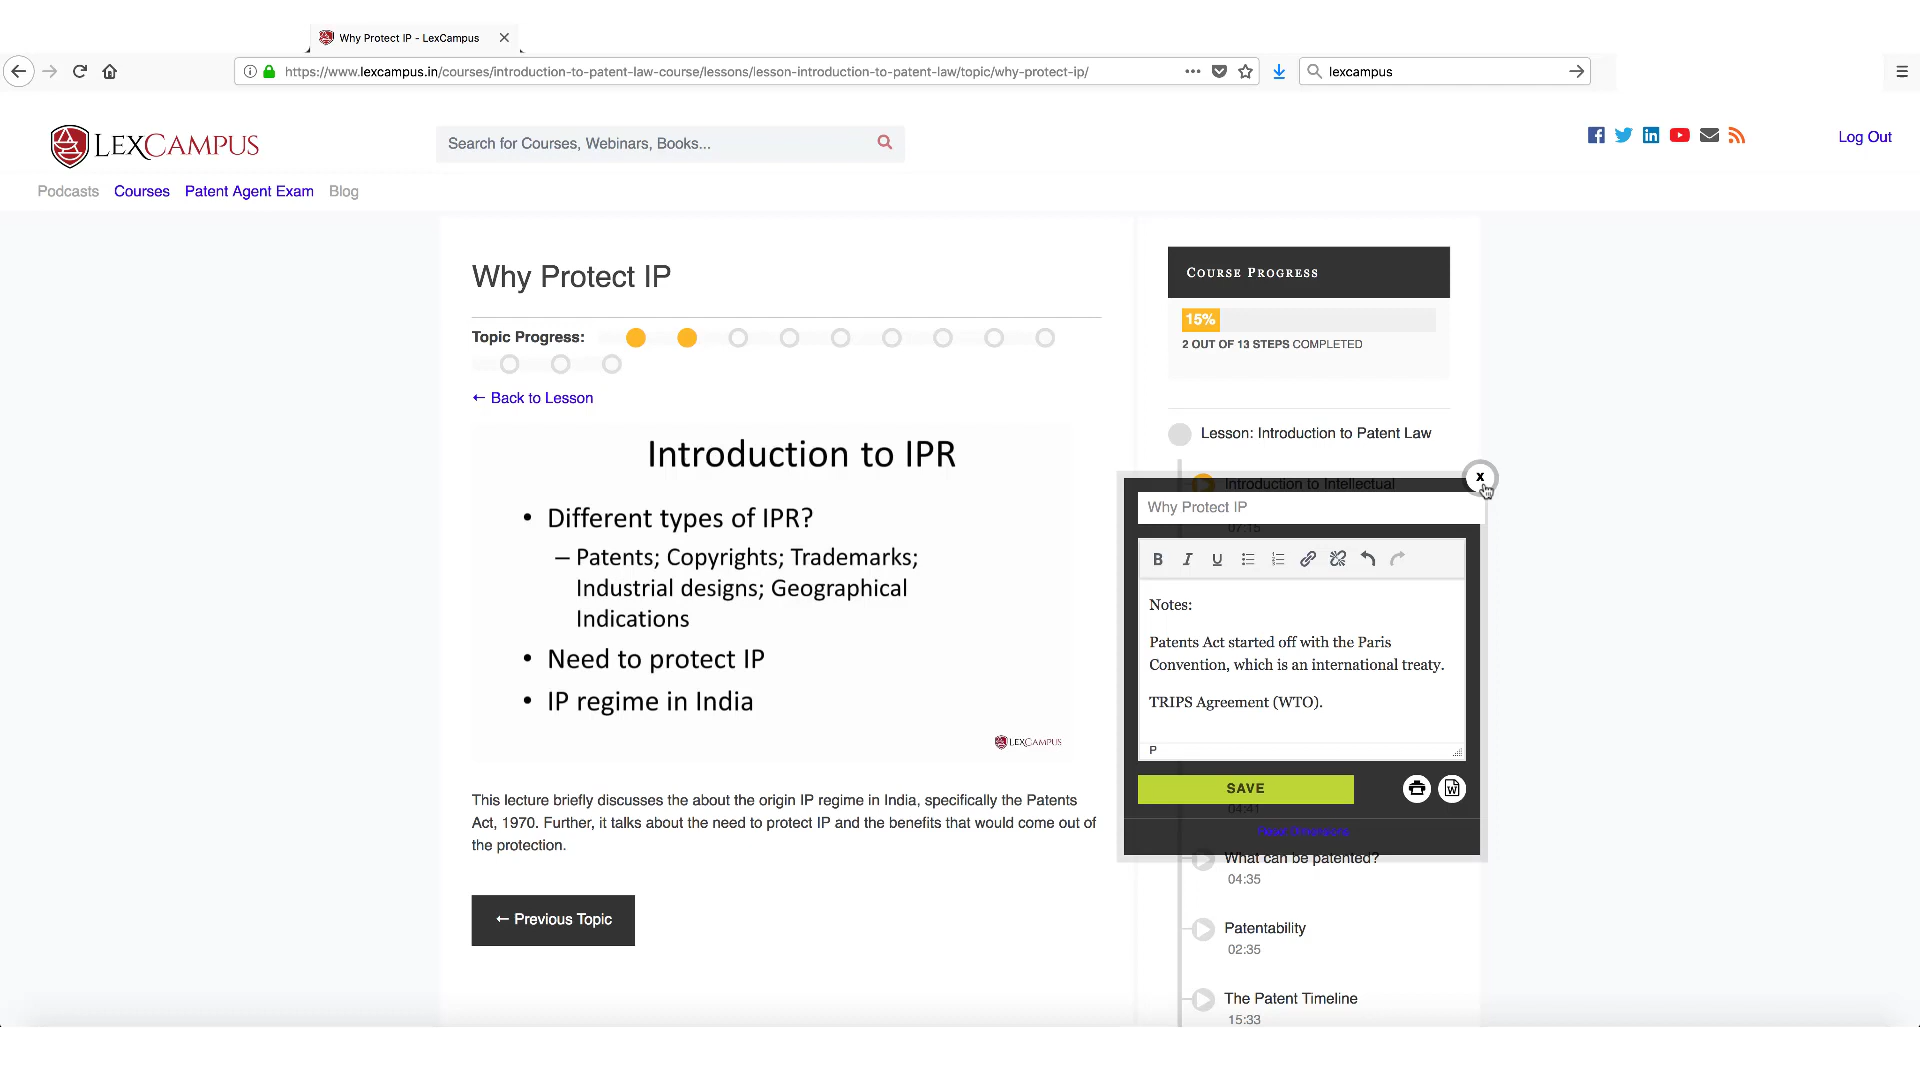 Why Protect IP - LexCampus
https://www.lexcampus.in/courses/introduction-to-patent-law-course/lessons/lesson-introduction-to-patent-law/topic/why-protect-ip/
lexcampus
LEXCAMPUS
Search for Courses, Webinars, Books...
Log Out
Podcasts Courses Patent Agent Exam Blog
Why Protect IP
Topic Progress:
← Back to Lesson
Introduction to IPR
• Different types of IPR?
– Patents; Copyrights; Trademarks;
Industrial designs; Geographical
Indications
• Need to protect IP
• IP regime in India
LEXCAMPUS
This lecture briefly discusses the about the origin IP regime in India, specifically the Patents
Act, 1970. Further, it talks about the need to protect IP and the benefits that would come out of
the protection.
← Previous Topic
COURSE PROGRESS
15%
2 OUT OF 13 STEPS COMPLETED
Lesson: Introduction to Patent Law
Introduction to Intellectual
07:15
x
Why Protect IP
B I U
Notes:
Patents Act started off with the Paris
Convention, which is an international treaty.
TRIPS Agreement (WTO).
P
SAVE
W
04:41
What can be patented?
04:35
Patentability
02:35
The Patent Timeline
15:33